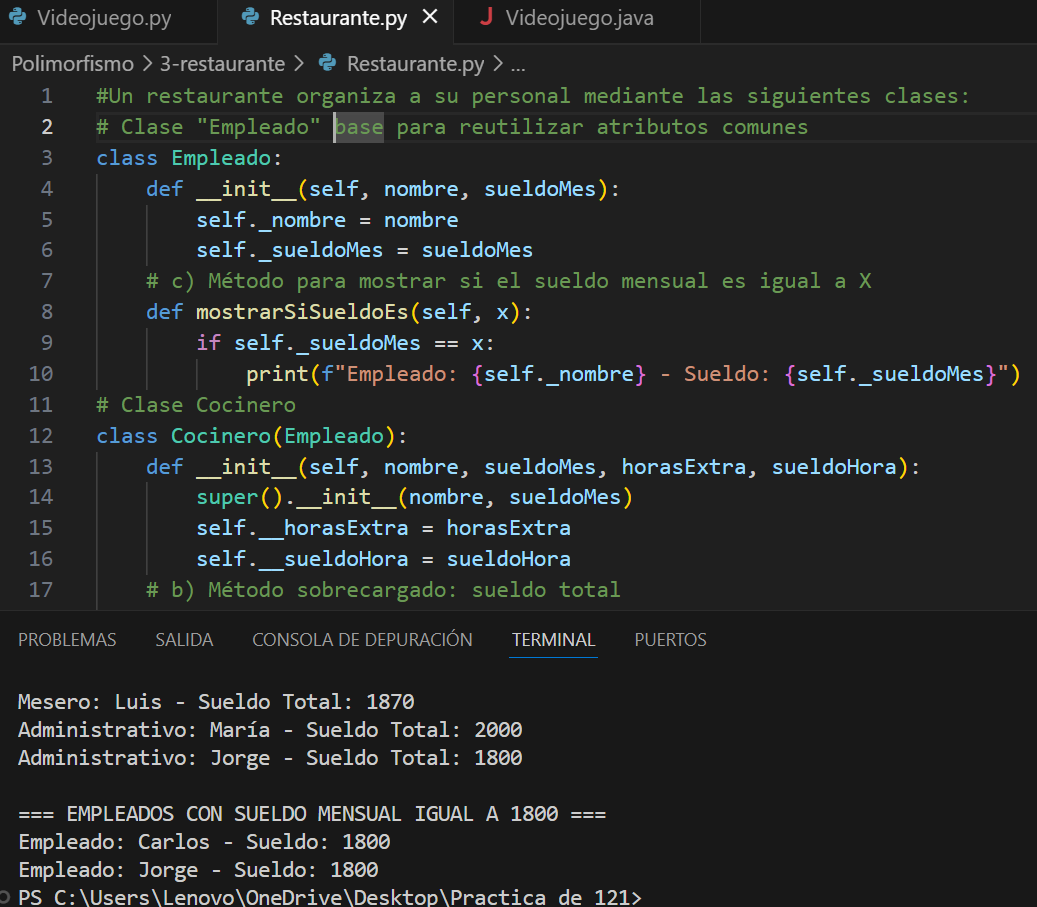 Videojuego.py Restaurante.py Videojuego.java
Polimorfismo > 3-restaurante > Restaurante.py > ...
1 #Un restaurante organiza a su personal mediante las siguientes clases:
2 # Clase "Empleado" base para reutilizar atributos comunes
3 class Empleado:
4 def __init__(self, nombre, sueldoMes):
5 self._nombre = nombre
6 self._sueldoMes = sueldoMes
7 # c) Método para mostrar si el sueldo mensual es igual a X
8 def mostrarSiSueldoEs(self, x):
9 if self._sueldoMes == x:
10 print(f"Empleado: {self._nombre} - Sueldo: {self._sueldoMes}")
11 # Clase Cocinero
12 class Cocinero(Empleado):
13 def __init__(self, nombre, sueldoMes, horasExtra, sueldoHora):
14 super().__init__(nombre, sueldoMes)
15 self.__horasExtra = horasExtra
16 self.__sueldoHora = sueldoHora
17 # b) Método sobrecargado: sueldo total
PROBLEMAS SALIDA CONSOLA DE DEPURACIÓN TERMINAL PUERTOS
Mesero: Luis - Sueldo Total: 1870
Administrativo: María - Sueldo Total: 2000
Administrativo: Jorge - Sueldo Total: 1800
=== EMPLEADOS CON SUELDO MENSUAL IGUAL A 1800 ===
Empleado: Carlos - Sueldo: 1800
Empleado: Jorge - Sueldo: 1800
PS C:\Users\Lenovo\OneDrive\Desktop\Practica de 121>